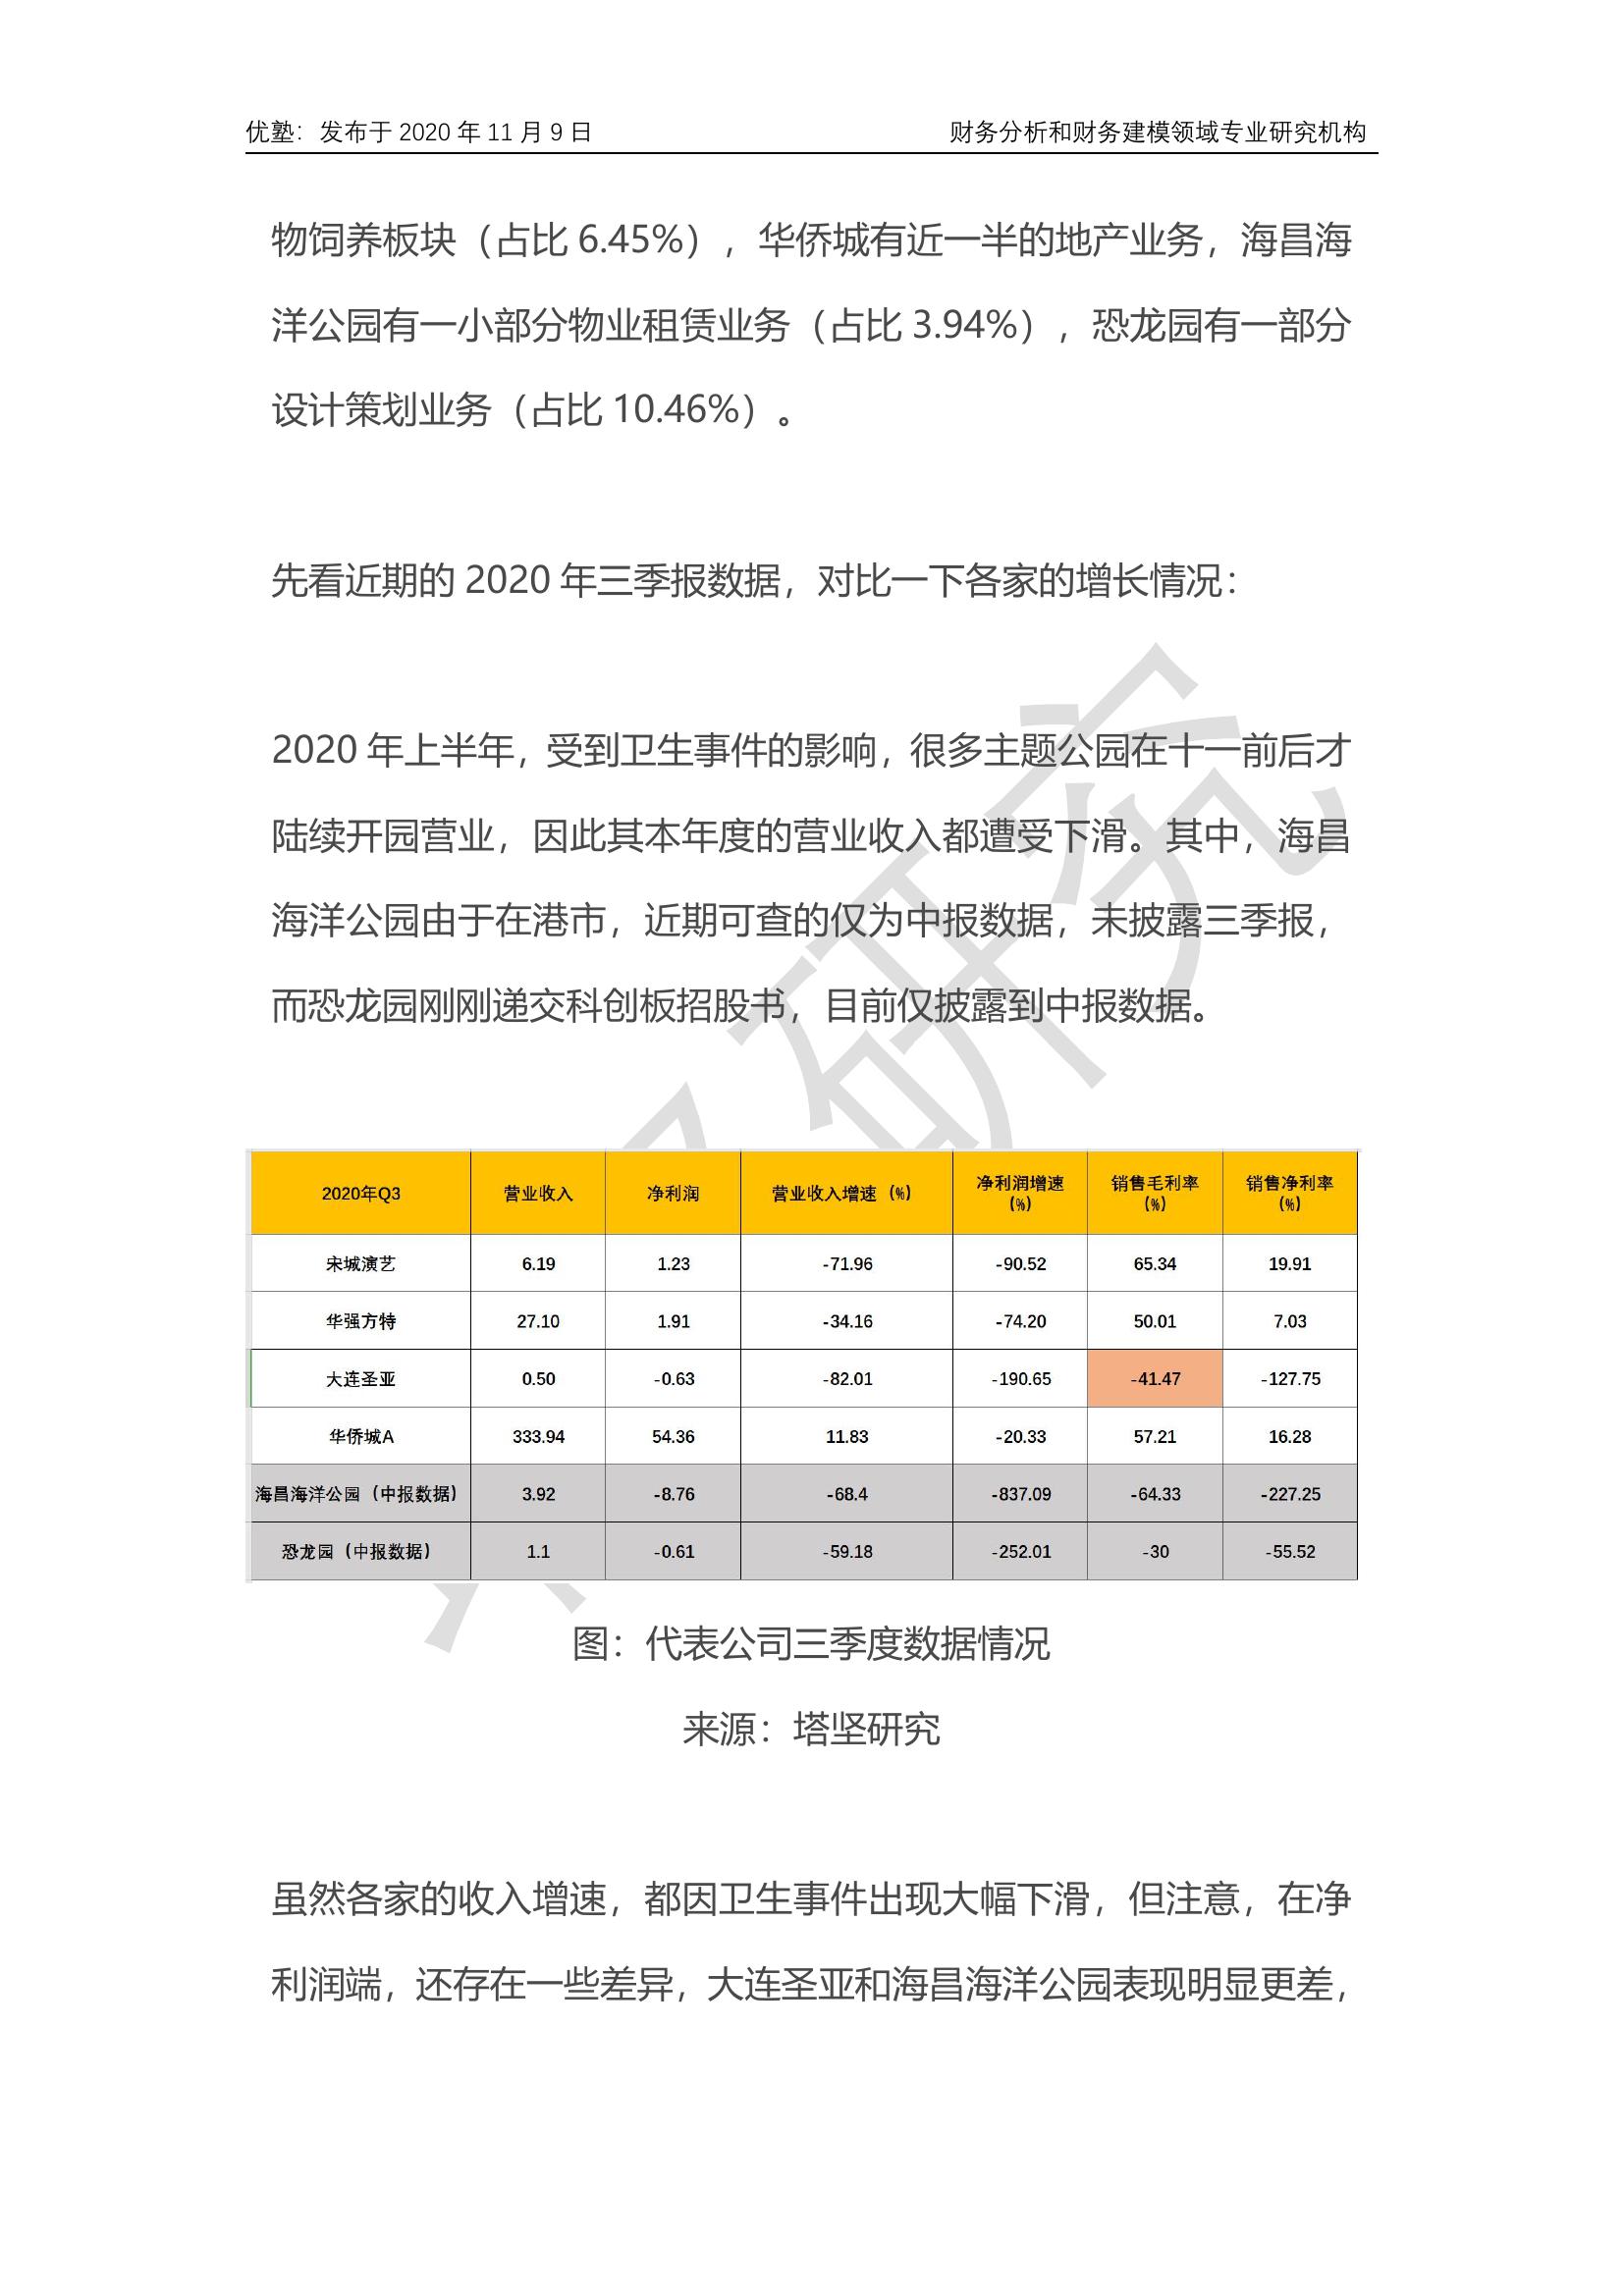 优塾：发布于 2020 年 11 月 9 日 财务分析和财务建模领域专业研究机构
物饲养板块（占比 6.45%），华侨城有近一半的地产业务，海昌海
洋公园有一小部分物业租赁业务（占比 3.94%），恐龙园有一部分
设计策划业务（占比 10.46%）。
先看近期的 2020 年三季报数据，对比一下各家的增长情况：
2020 年上半年，受到卫生事件的影响，很多主题公园在十一前后才
陆续开园营业，因此其本年度的营业收入都遭受下滑。其中，海昌
海洋公园由于在港市，近期可查的仅为中报数据，未披露三季报，
而恐龙园刚刚递交科创板招股书，目前仅披露到中报数据。
2020年Q3 营业收入 净利润 营业收入增速（%） 净利润增速（%） 销售毛利率（%） 销售净利率（%）
宋城演艺 6.19 1.23 -71.96 -90.52 65.34 19.91
华强方特 27.10 1.91 -34.16 -74.20 50.01 7.03
大连圣亚 0.50 -0.63 -82.01 -190.65 -41.47 -127.75
华侨城A 333.94 54.36 11.83 -20.33 57.21 16.28
海昌海洋公园（中报数据） 3.92 -8.76 -68.4 -837.09 -64.33 -227.25
恐龙园（中报数据） 1.1 -0.61 -59.18 -252.01 -30 -55.52
图：代表公司三季度数据情况
来源：塔坚研究
虽然各家的收入增速，都因卫生事件出现大幅下滑，但注意，在净
利润端，还存在一些差异，大连圣亚和海昌海洋公园表现明显更差，
研究